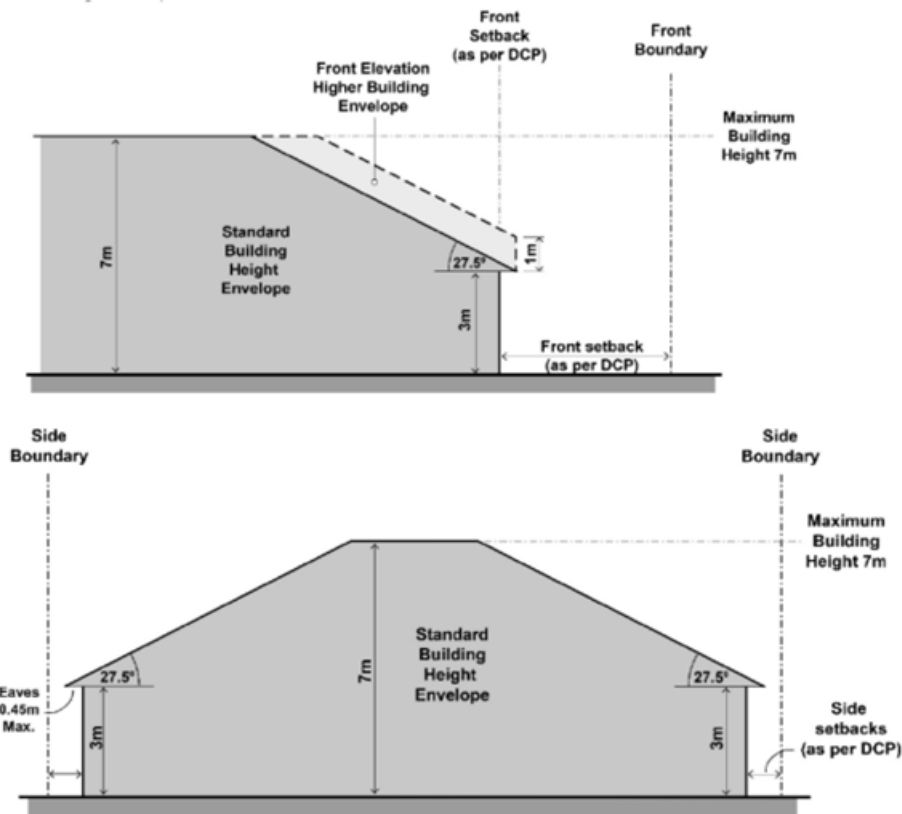 Front
Setback
(as per DCP)
Front
Boundary
Front Elevation
Higher Building
Envelope
Maximum
Building
Height 7m
7m
Standard
Building
Height
Envelope
27.5°
1m
3m
Front setback
(as per DCP)
Side
Boundary
Side
Boundary
Maximum
Building
Height 7m
Standard
Building
Height
Envelope
7m
27.5°
27.5°
Eaves
0.45m
Max.
3m
3m
Side
setbacks
(as per DCP)